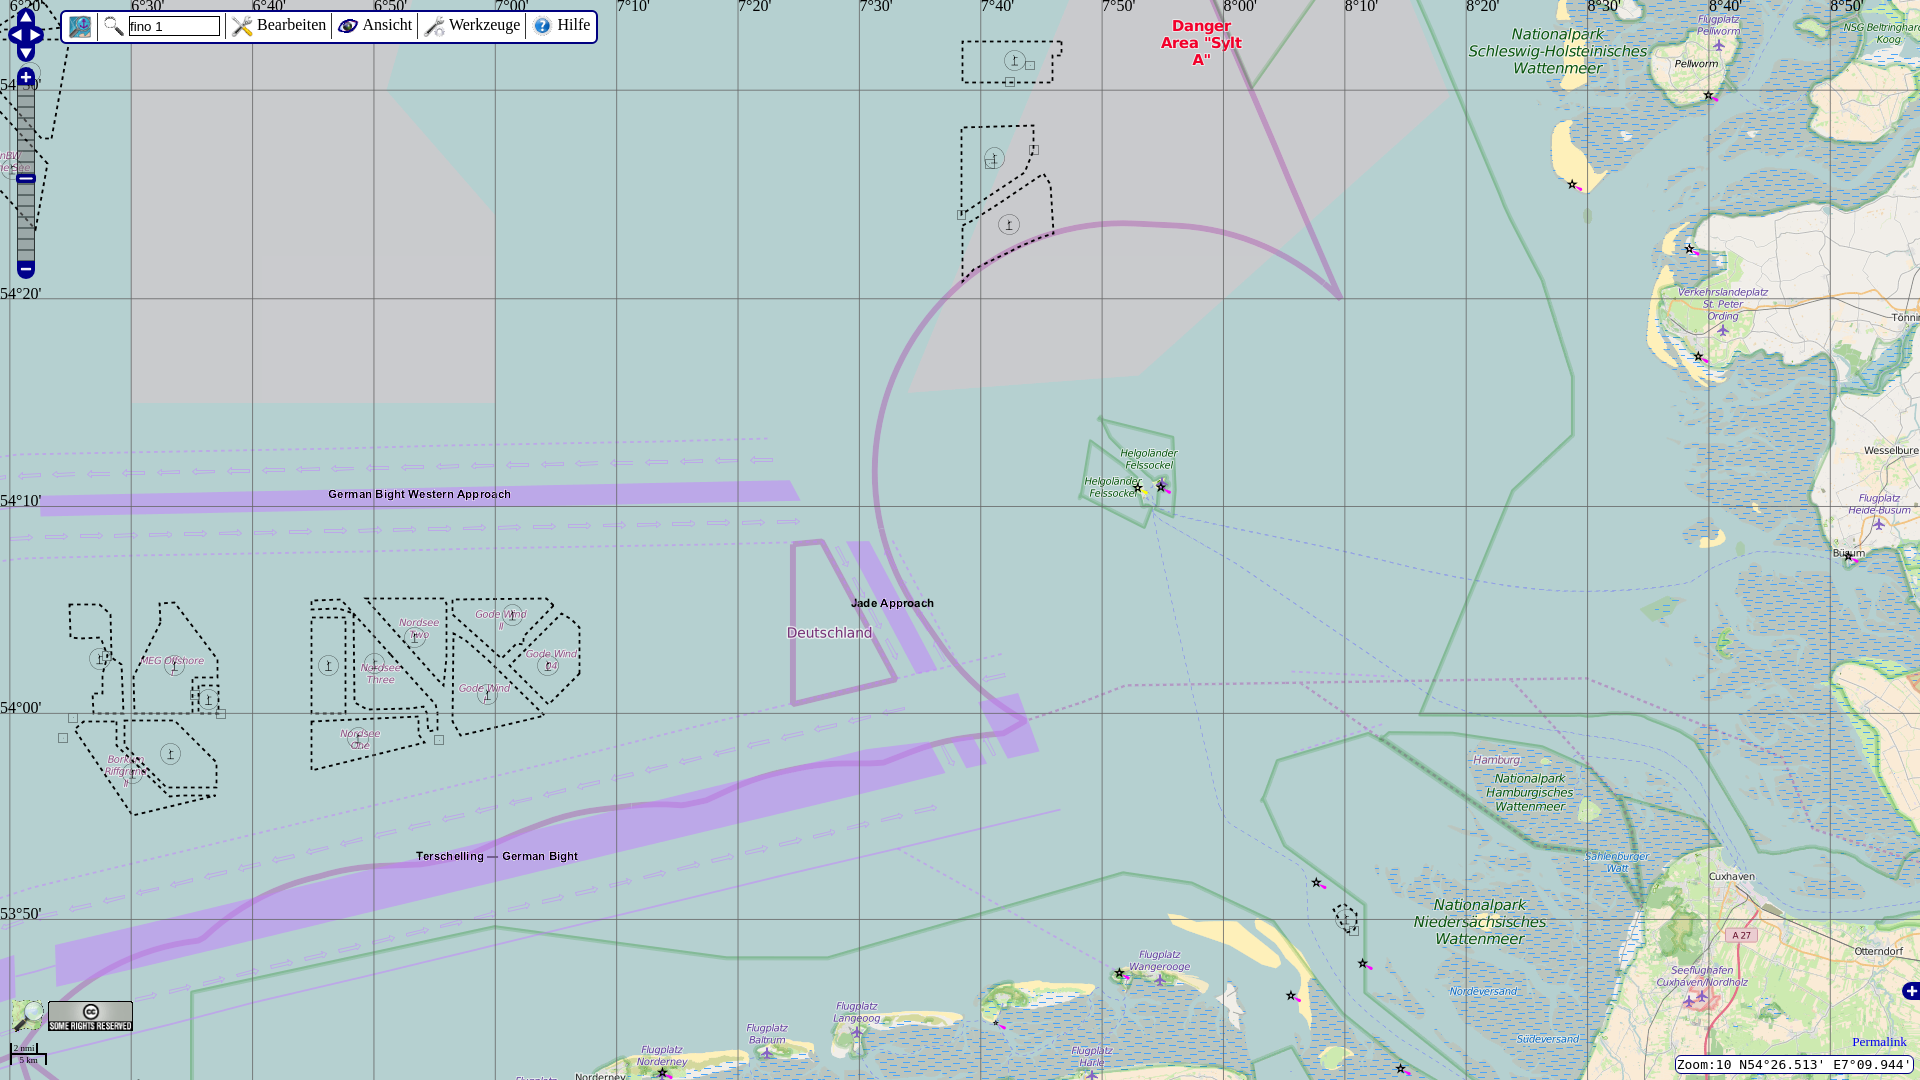 6°20'
6°30'
6°40'
6°50'
7°00'
7°10'
7°20'
7°30'
7°40'
7°50'
8°00'
8°10'
8°20'
8°30'
8°40'
8°50'
fino 1
Bearbeiten
Ansicht
Werkzeuge
Hilfe
Danger
Area "Sylt
A"
Nationalpark
Schleswig-Holsteinisches
Wattenmeer
Flugplatz
Pellworm
Pellworm
NSG Beltringhar
Koog
54°30'
54°20'
Verkehrslandeplatz
St. Peter
Ording
Tönnin
Helgoländer
Felssockel
Helgoländer
Felssockel
Wesselbure
German Bight Western Approach
54°10'
Flugplatz
Heide-Büsum
Büsum
Jade Approach
Deutschland
Nordsee
Two
Gode Wind
II
MEG Offshore
I
Nordsee
Three
Gode Wind
04
Gode Wind
54°00'
Nordsee
One
Borkum
Riffgrund
II
Hamburg
Nationalpark
Hamburgisches
Wattenmeer
Terschelling — German Bight
Sahlenburger
Watt
Cuxhaven
53°50'
Nationalpark
Niedersächsisches
Wattenmeer
A 27
Otterndorf
Flugplatz
Wangerooge
Seeflughafen
Cuxhaven/Nordholz
Nordeversand
Flugplatz
Langeoog
Flugplatz
Baltrum
Flugplatz
Norderney
Flugplatz
Harle
Süderversand
Norderney
SOME RIGHTS RESERVED
2 nmi
5 km
Permalink
Zoom:10 N54°26.513' E7°09.944'